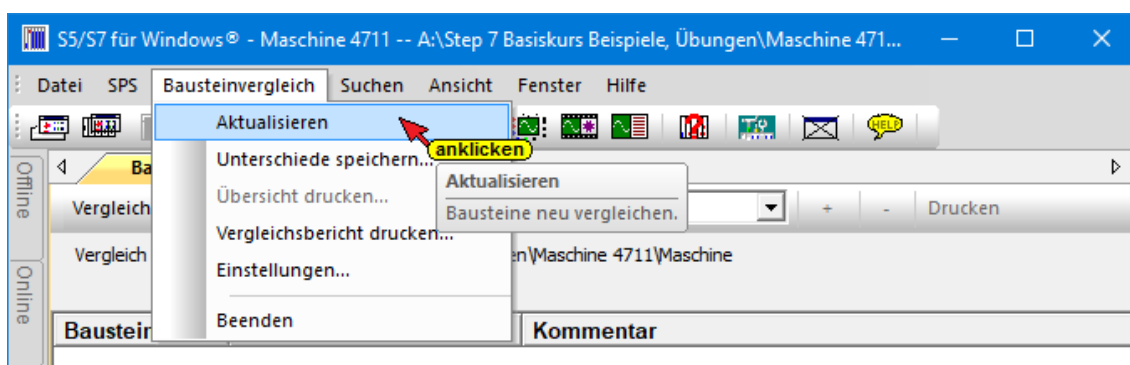 S5/S7 für Windows® - Maschine 4711 -- A:\Step 7 Basiskurs Beispiele, Übungen\Maschine 471...
Datei SPS Bausteinvergleich Suchen Ansicht Fenster Hilfe
HELP
Aktualisieren
anklicken
Unterschiede speichern...
Aktualisieren
Bausteine neu vergleichen.
Übersicht drucken...
Vergleichsbericht drucken...
Einstellungen...
Beenden
Offline
Online
Ba
Vergleich
+ - Drucken
Vergleich
en\Maschine 4711\Maschine
Baustein
Kommentar